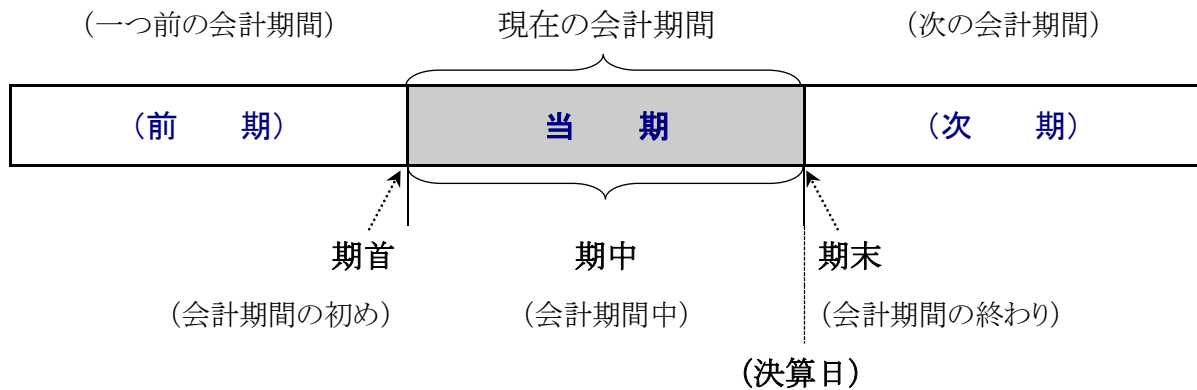 (一つ前の会計期間) 現在の会計期間 (次の会計期間)
(前 期) 当 期 (次 期)
期首 期中 期末
(会計期間の初め) (会計期間中) (会計期間の終わり)
(決算日)